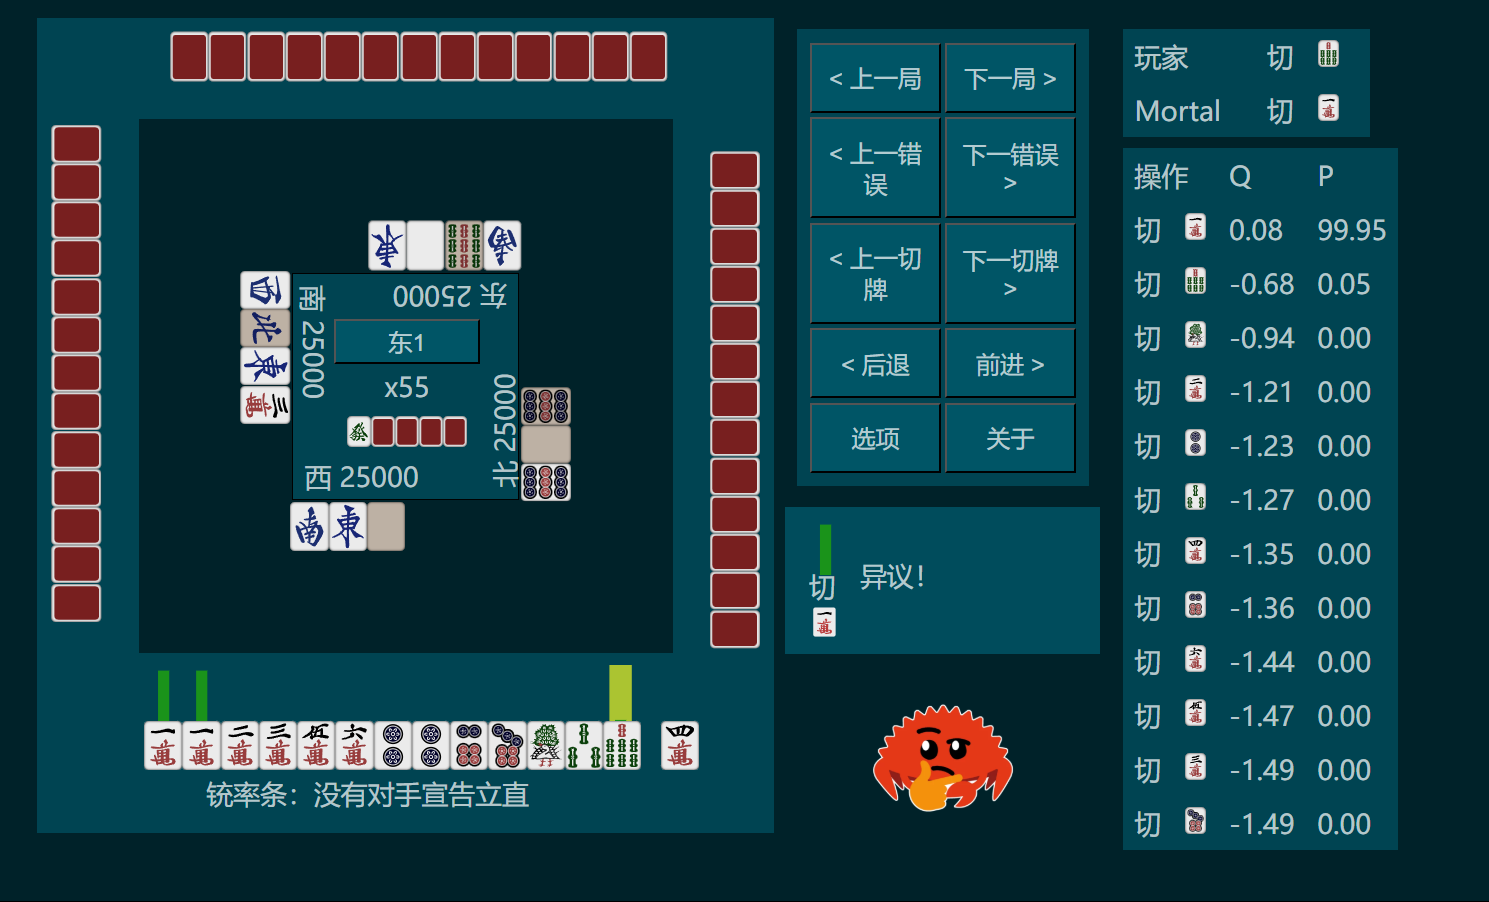 < 上一局
下一局 >
< 上一错误
下一错误 >
< 上一切牌
下一切牌 >
< 后退
前进 >
选项
关于
玩家 切
Mortal 切
操作 Q P
切 0.08 99.95
切 -0.68 0.05
切 -0.94 0.00
切 -1.21 0.00
切 -1.23 0.00
切 -1.27 0.00
切 -1.35 0.00
切 -1.36 0.00
切 -1.44 0.00
切 -1.47 0.00
切 -1.49 0.00
切 -1.49 0.00
东 25000
南 25000
东1
x55
北 25000
西 25000
切
异议！
铳率条：没有对手宣告立直